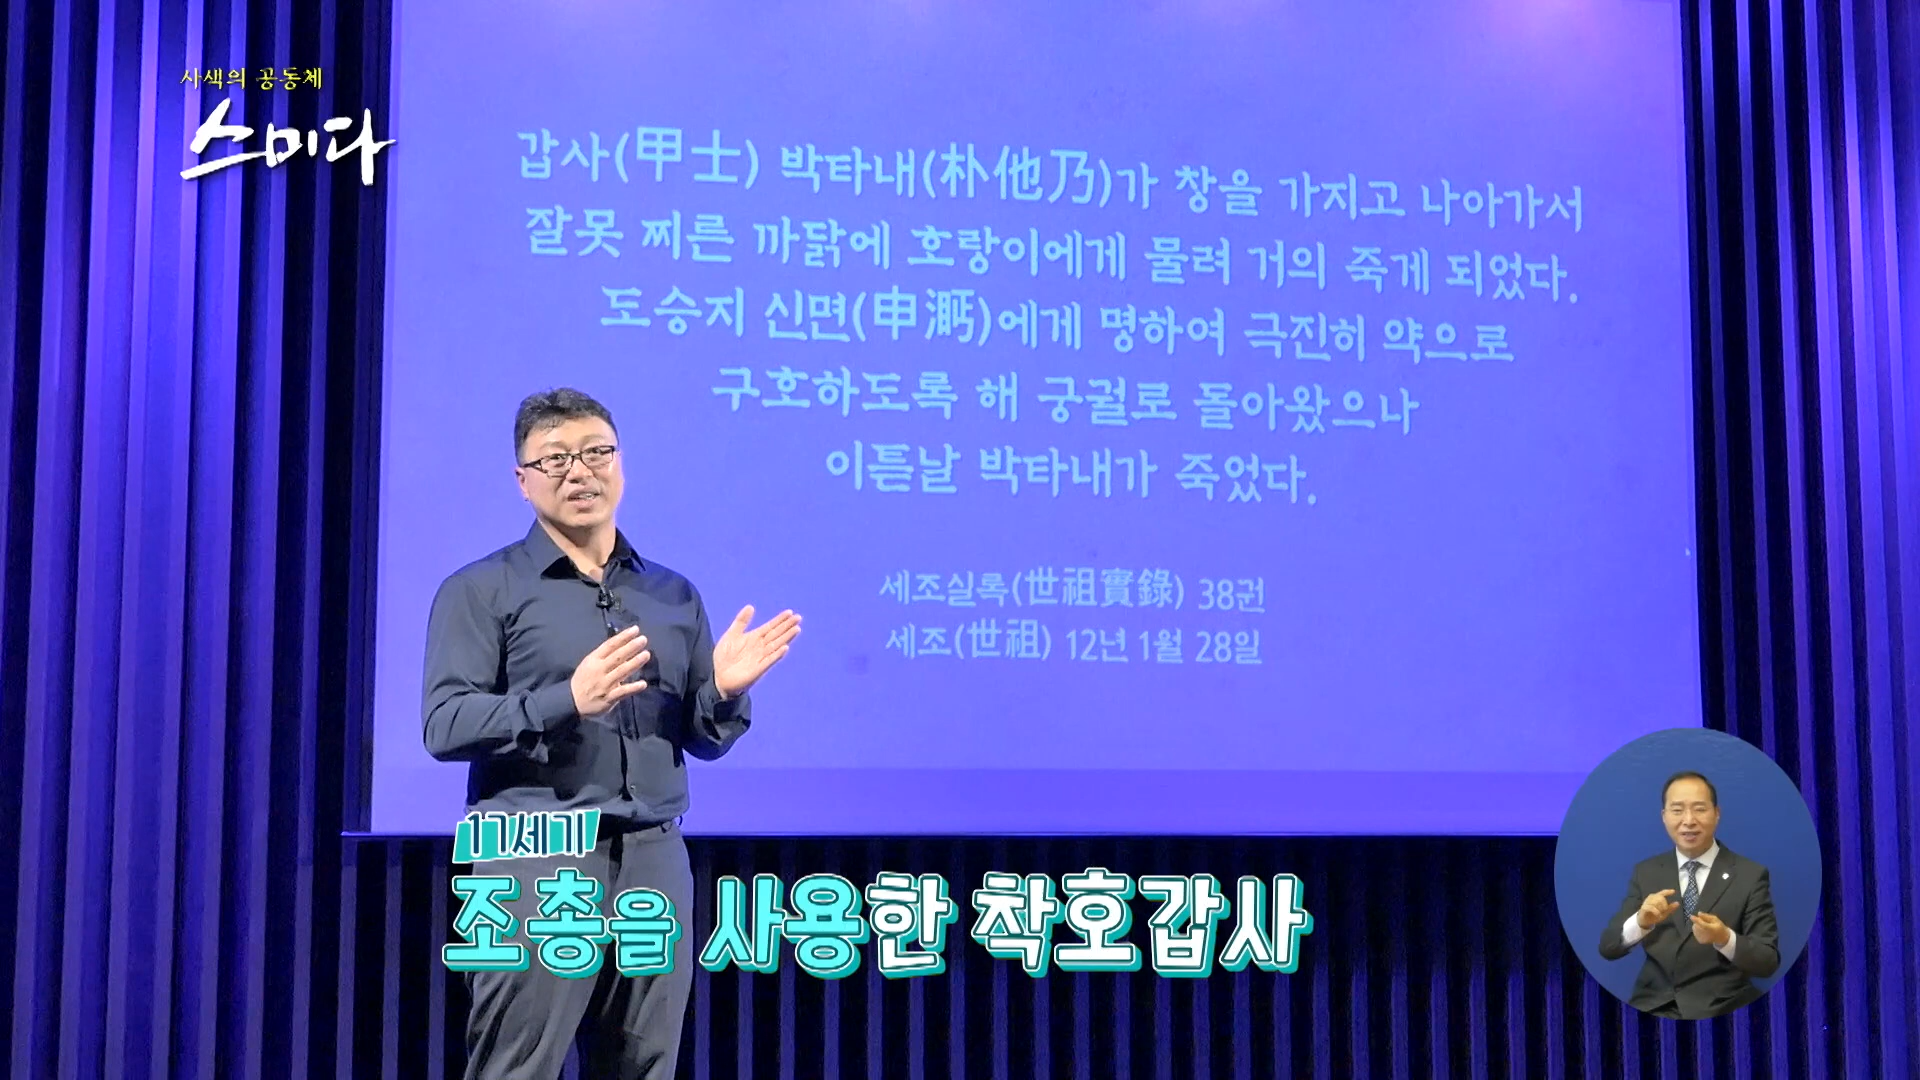 사색의 공동체
스미다
갑사(甲士) 박타내(朴他乃)가 창을 가지고 나아가서
잘못 찌른 까닭에 호랑이에게 물려 거의 죽게 되었다.
도승지 신면(申㴐)에게 명하여 극진히 약으로
구호하도록 해 궁궐로 돌아왔으나
이튿날 박타내가 죽었다.
세조실록(世祖實錄) 38권
세조(世祖) 12년 1월 28일
17세기
조총을 사용한 착호갑사